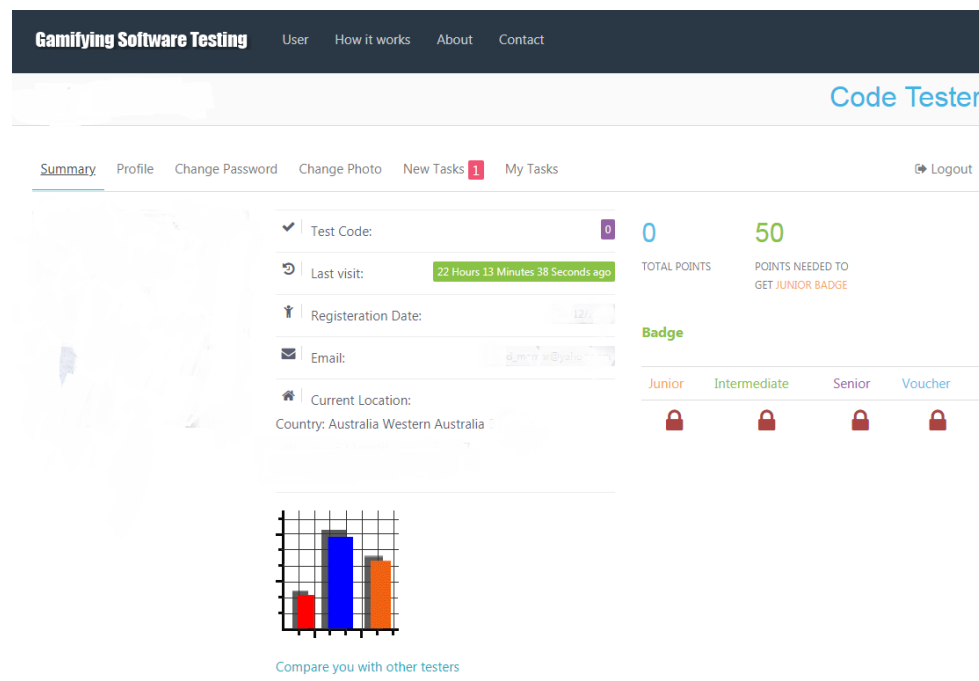 Gamifying Software Testing User How it works About Contact
Code Tester
Summary Profile Change Password Change Photo New Tasks 1 My Tasks Logout
Test Code: 0
Last visit: 22 Hours 13 Minutes 38 Seconds ago
Registeration Date:
Email:
Current Location:
Country: Australia Western Australia
Compare you with other testers
0 50
TOTAL POINTS POINTS NEEDED TO
GET JUNIOR BADGE
Badge
Junior Intermediate Senior Voucher